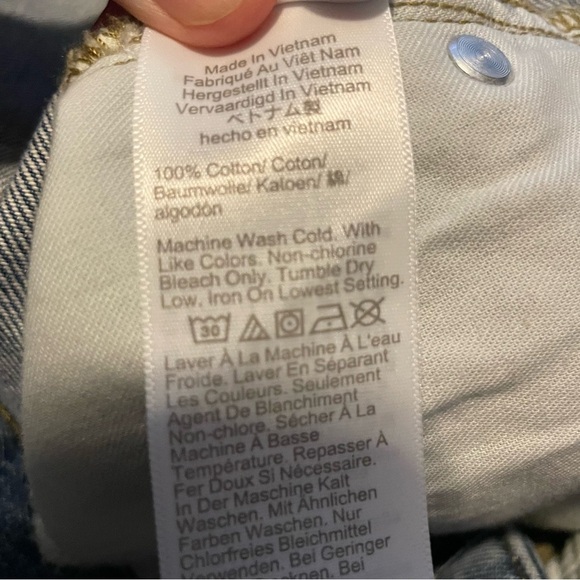 Made In Vietnam
Fabriqué Au Viêt Nam
Hergestellt In Vietnam
Vervaardigd In Vietnam
ベトナム製
hecho en vietnam
100% Cotton/ Coton/
Baumwolle/ Katoen/ 綿/
algodón
Machine Wash Cold. With
Like Colors. Non-chlorine
Bleach Only. Tumble Dry
Low. Iron On Lowest Setting.
30
Laver À La Machine À L'eau
Froide. Laver En Séparant
Les Couleurs. Seulement
Agent De Blanchiment
Non-chlore. Sécher À La
Machine À Basse
Température. Repasser À
Fer Doux Si Nécessaire.
In Der Maschine Kalt
Waschen. Mit Ähnlichen
Farben Waschen. Nur
Chlorfreies Bleichmittel
Verwenden. Bei Geringer
Bei